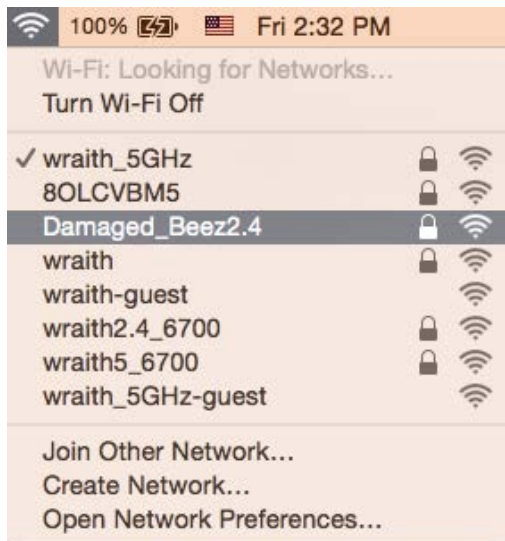 100% Fri 2:32 PM
Wi-Fi: Looking for Networks...
Turn Wi-Fi Off
wraith_5GHz
8OLCVBM5
Damaged_Beez2.4
wraith
wraith-guest
wraith2.4_6700
wraith5_6700
wraith_5GHz-guest
Join Other Network...
Create Network...
Open Network Preferences...